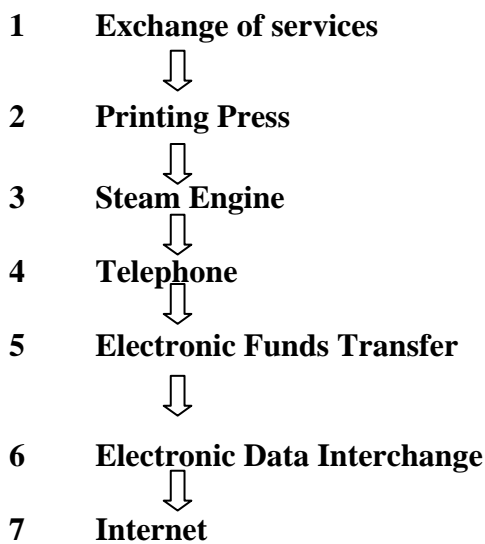 1 Exchange of services
2 Printing Press
3 Steam Engine
4 Telephone
5 Electronic Funds Transfer
6 Electronic Data Interchange
7 Internet